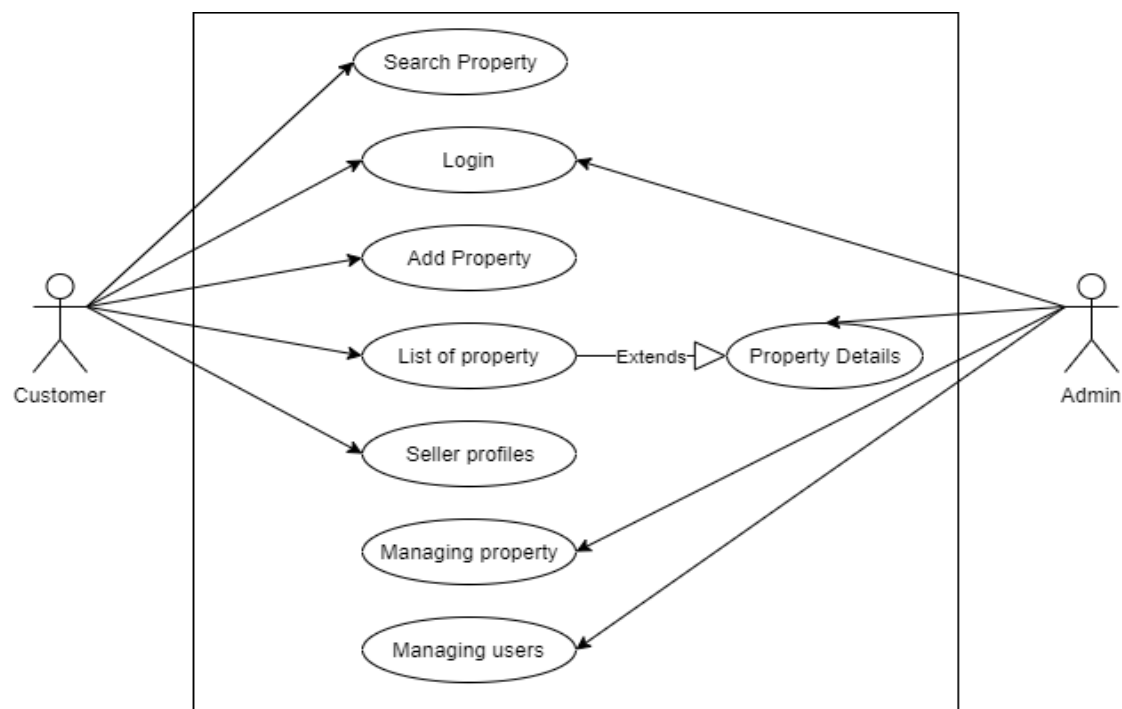 Search Property
Login
Add Property
List of property
Extends
Property Details
Customer
Admin
Seller profiles
Managing property
Managing users